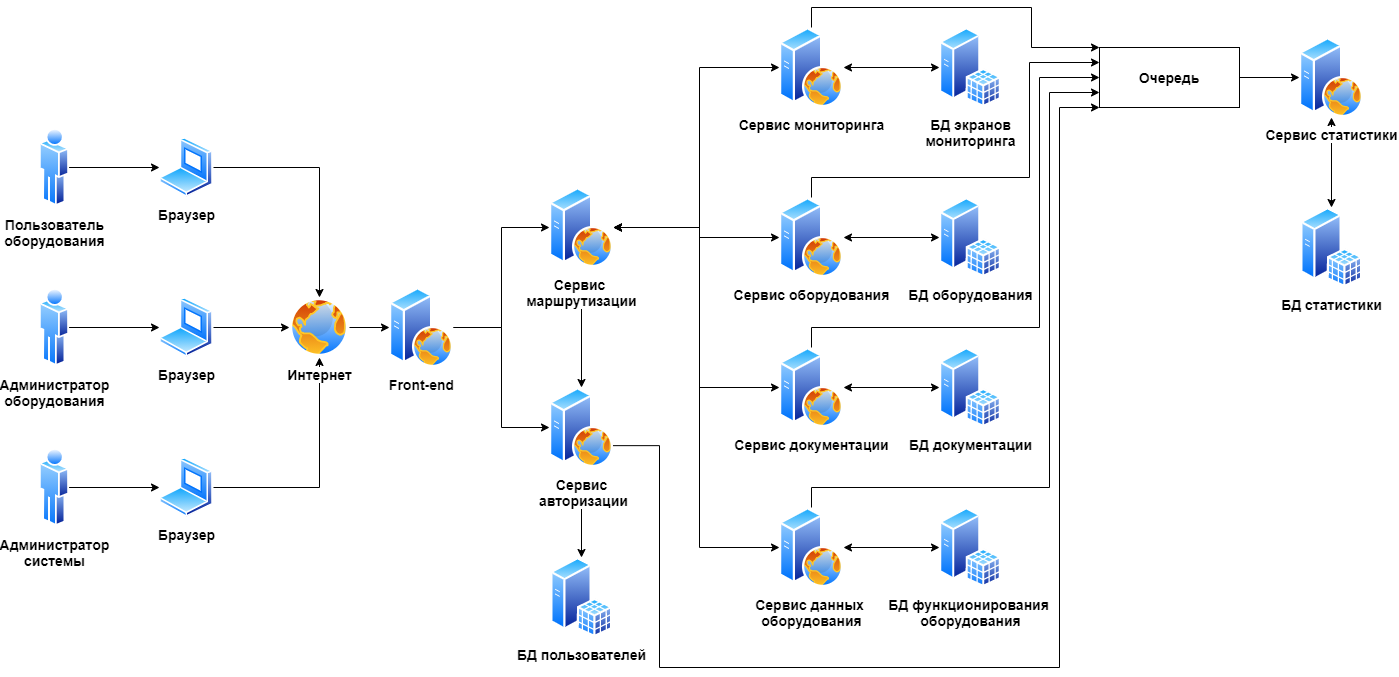 Пользователь
оборудования
Браузер
Администратор
оборудования
Браузер
Администратор
системы
Браузер
Интернет
Front-end
Сервис
маршрутизации
Сервис
авторизации
БД пользователей
Сервис мониторинга
БД экранов
мониторинга
Сервис оборудования
БД оборудования
Сервис документации
БД документации
Сервис данных
оборудования
БД функционирования
оборудования
Очередь
Сервис статистики
БД статистики